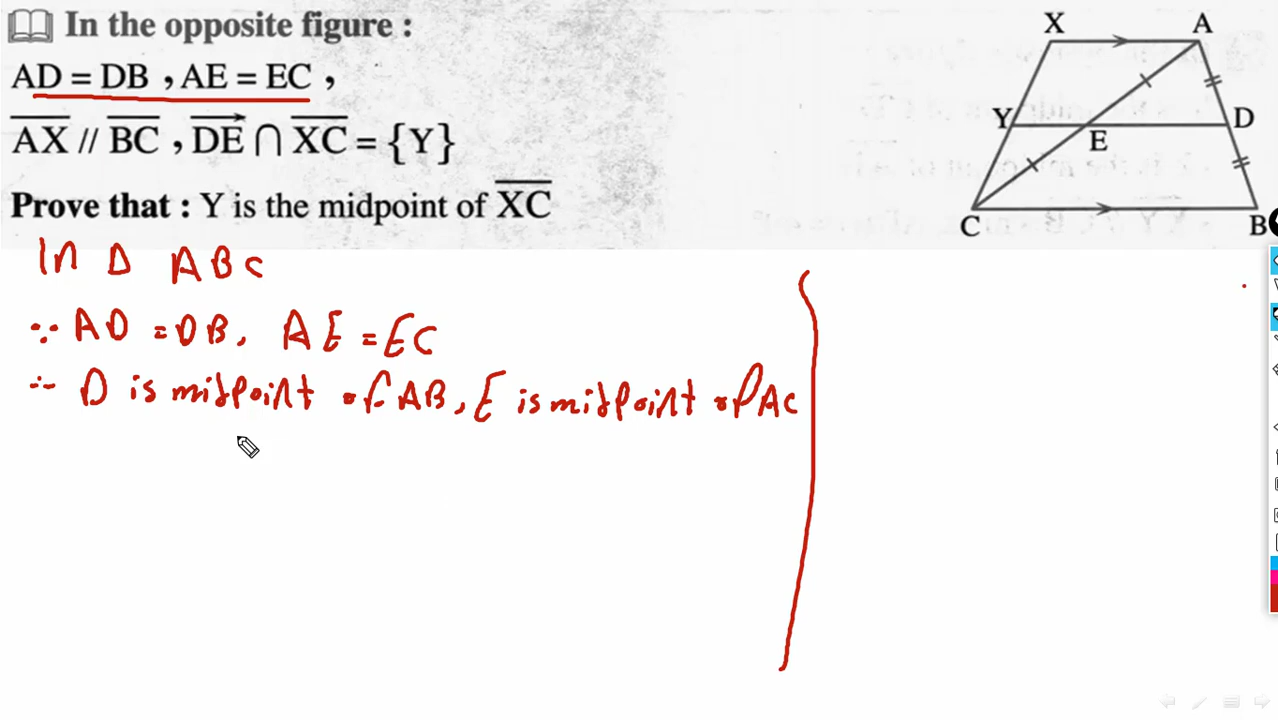 In the opposite figure :
AD = DB , AE = EC ,
AX // BC , DE ∩ XC = {Y}
Prove that : Y is the midpoint of XC
X A
Y E D
C B
In Δ ABC
∵ AD = DB, AE = EC
∴ D is midpoint of AB, E is midpoint of AC